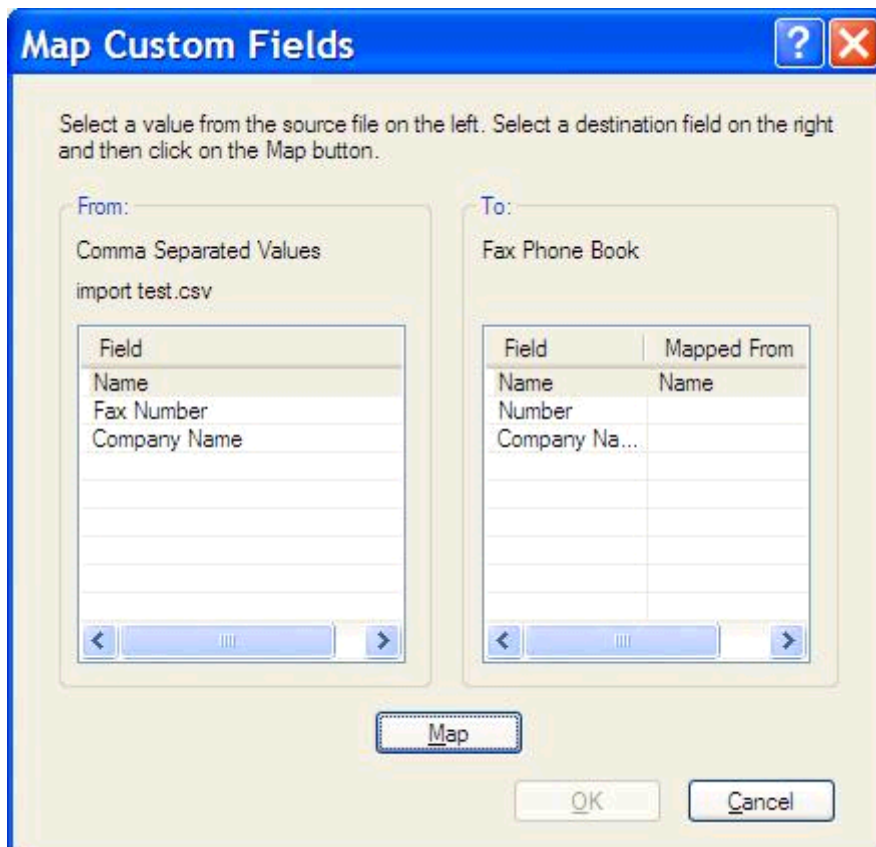 Map Custom Fields
Select a value from the source file on the left. Select a destination field on the right
and then click on the Map button.
From:
Comma Separated Values
import test.csv
Field
Name
Fax Number
Company Name
To:
Fax Phone Book
Field Mapped From
Name Name
Number
Company Na...
Map
OK Cancel